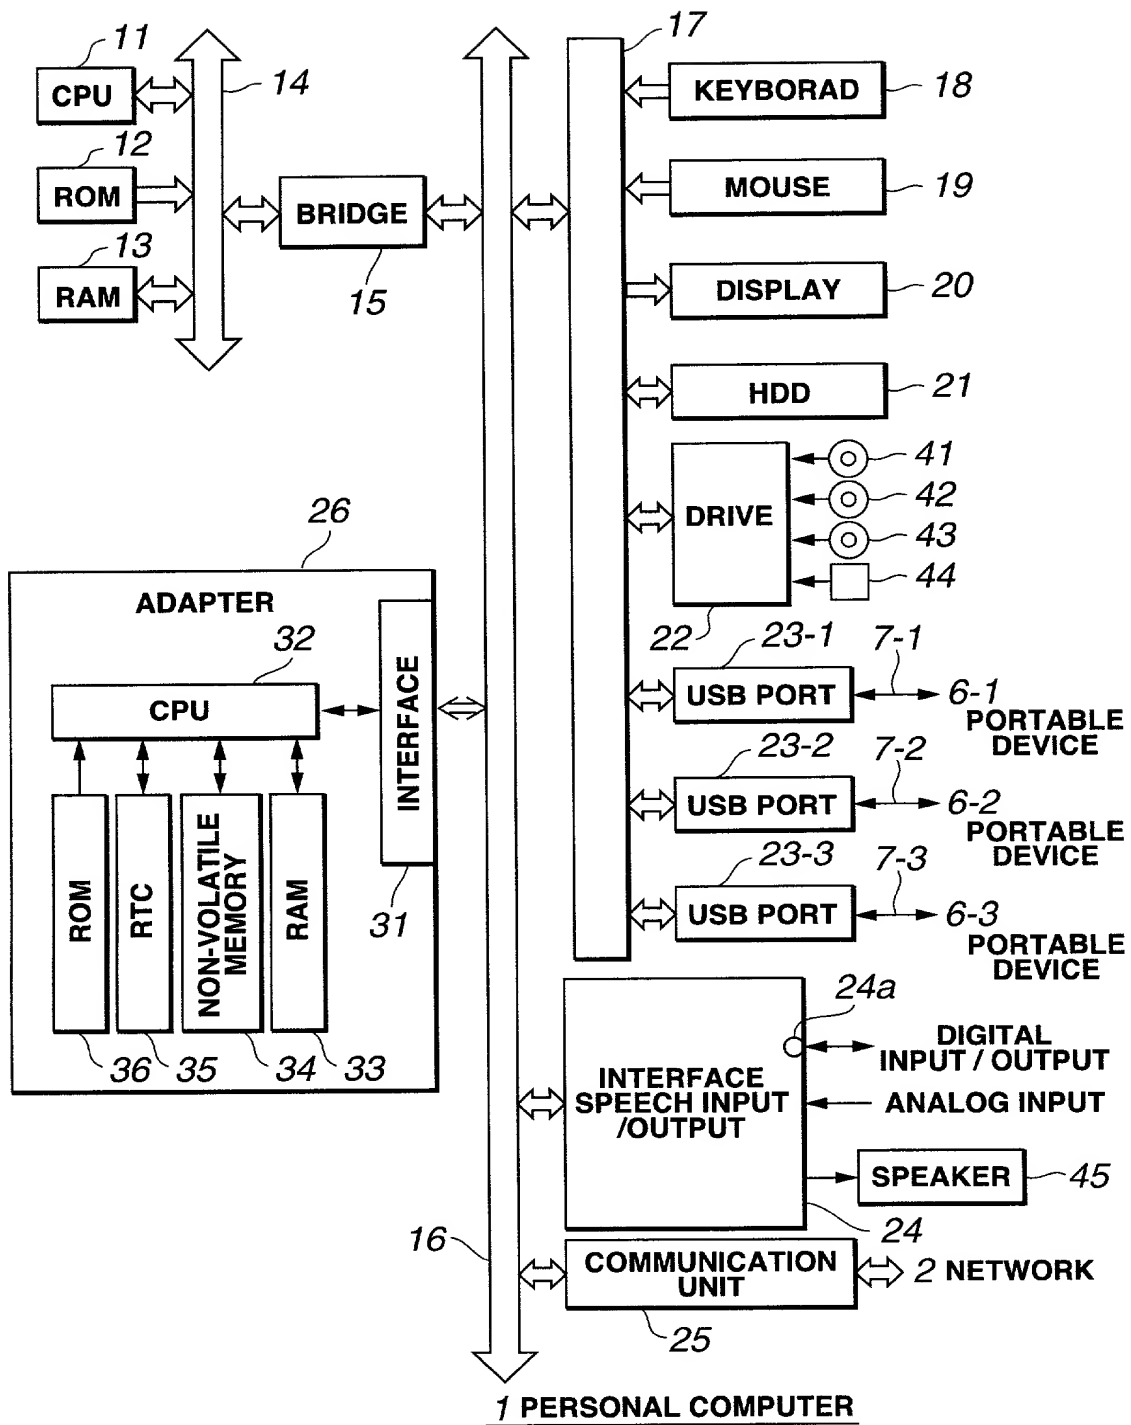 11
CPU
12
ROM
13
RAM
14
BRIDGE
15
17
KEYBORAD 18
MOUSE 19
DISPLAY 20
HDD 21
DRIVE
41
42
43
44
22
26
ADAPTER
32
CPU
INTERFACE
31
ROM
RTC
NON-VOLATILE
MEMORY
RAM
36
35
34
33
23-1
USB PORT
7-1
6-1
PORTABLE
DEVICE
23-2
USB PORT
7-2
6-2
PORTABLE
DEVICE
23-3
USB PORT
7-3
6-3
PORTABLE
DEVICE
24a
DIGITAL
INPUT / OUTPUT
INTERFACE
SPEECH INPUT
/OUTPUT
ANALOG INPUT
SPEAKER 45
24
16
COMMUNICATION
UNIT
2 NETWORK
25
1 PERSONAL COMPUTER